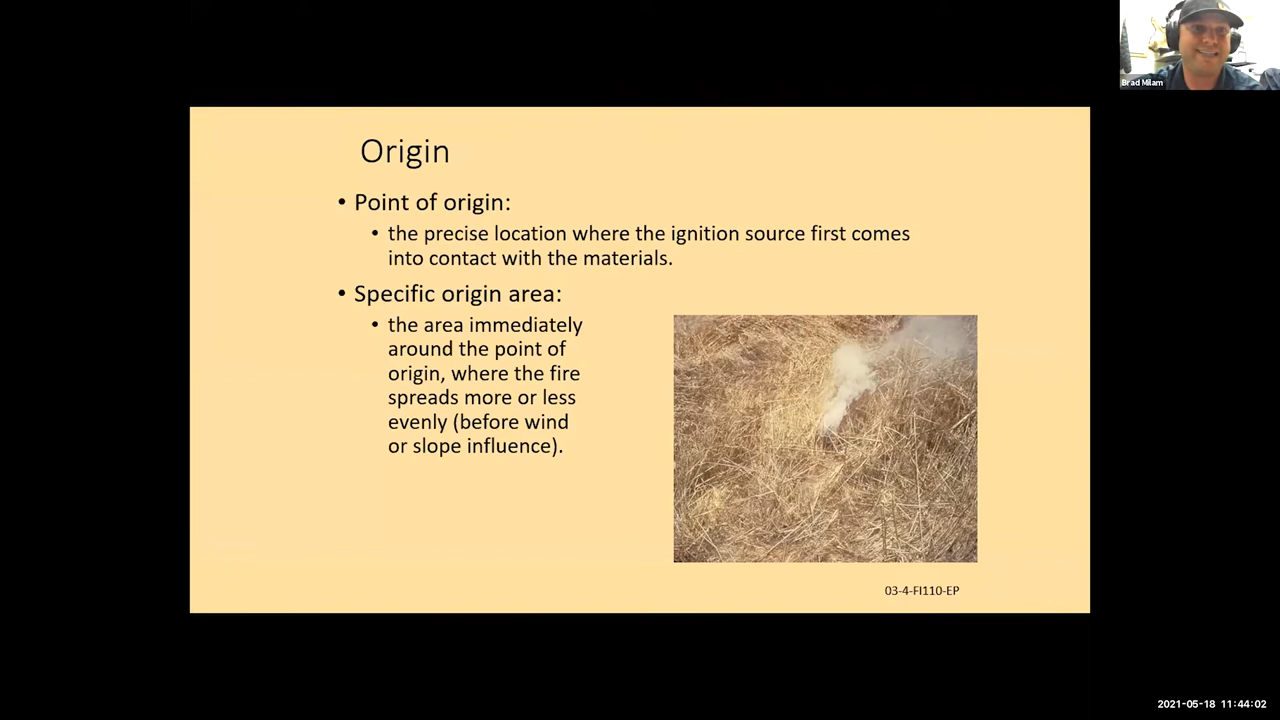 Brad Milam
Origin
• Point of origin:
• the precise location where the ignition source first comes
into contact with the materials.
• Specific origin area:
• the area immediately
around the point of
origin, where the fire
spreads more or less
evenly (before wind
or slope influence).
03-4-FI110-EP
2021-05-18 11:44:02